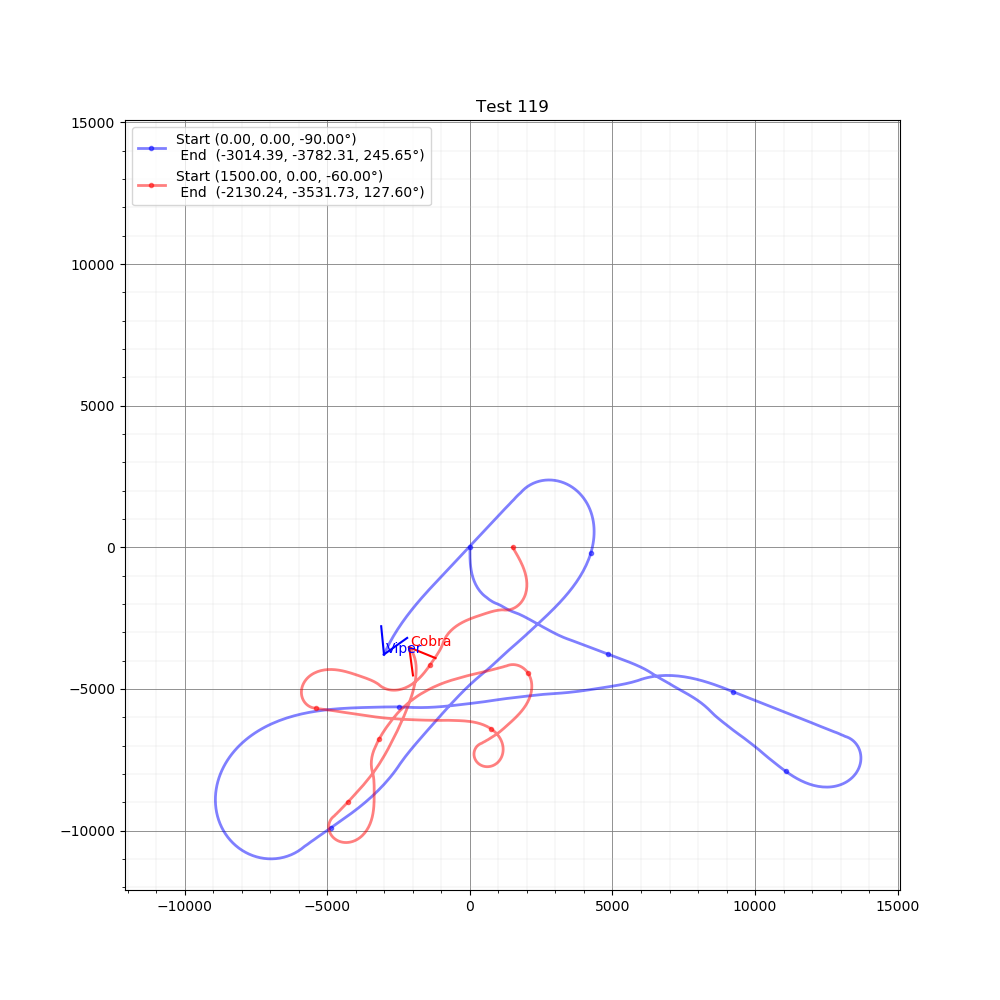 Test 119
Start (0.00, 0.00, -90.00°)
End  (-3014.39, -3782.31, 245.65°)
Start (1500.00, 0.00, -60.00°)
End  (-2130.24, -3531.73, 127.60°)
15000
10000
5000
0
−5000
−10000
Cobra
Viper
−10000
−5000
0
5000
10000
15000